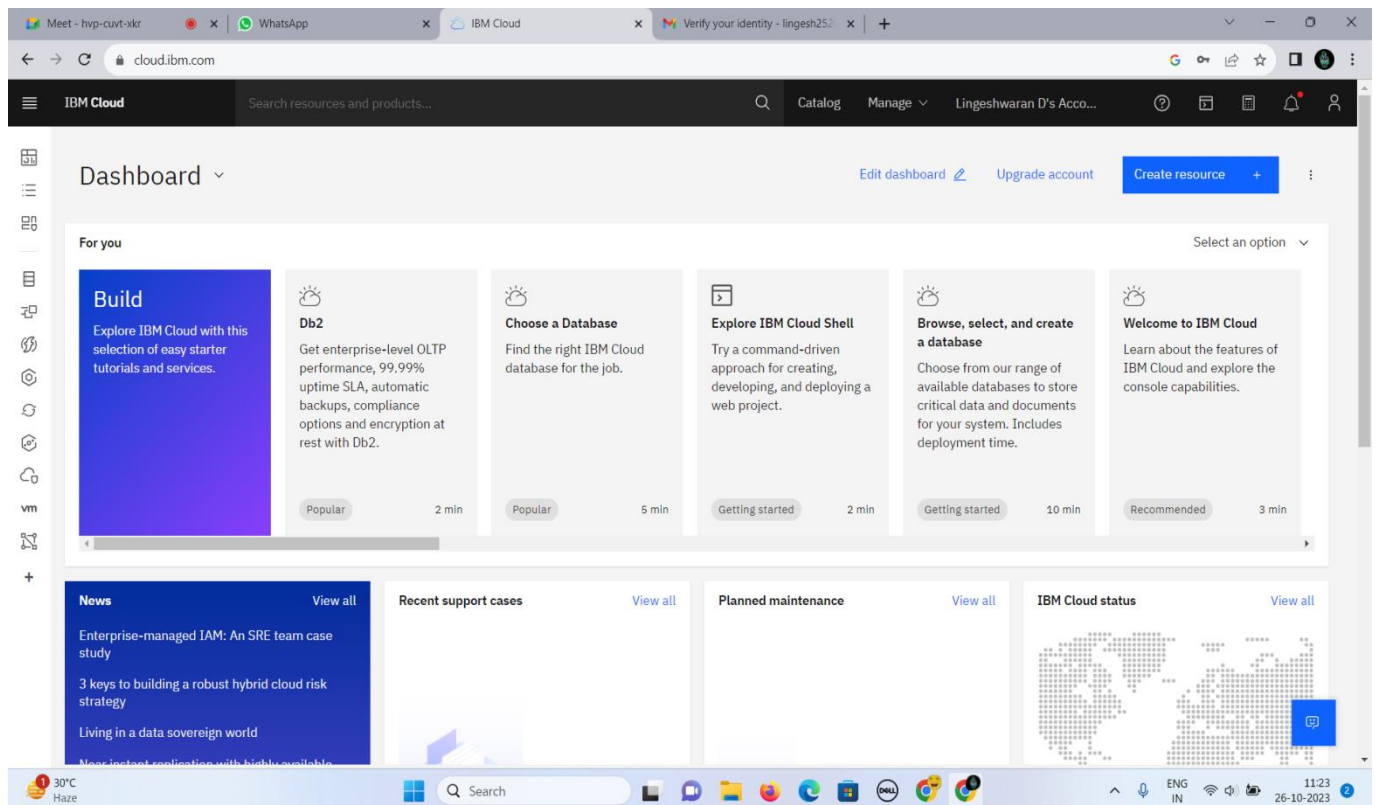 Meet - hvp-cuvt-xkr
WhatsApp
IBM Cloud
Verify your identity - lingesh252
cloud.ibm.com
IBM Cloud
Search resources and products...
Catalog
Manage
Lingeshwaran D's Acco...
Dashboard
Edit dashboard
Upgrade account
Create resource +
For you
Select an option
Build
Explore IBM Cloud with this
selection of easy starter
tutorials and services.
Db2
Get enterprise-level OLTP
performance, 99.99%
uptime SLA, automatic
backups, compliance
options and encryption at
rest with Db2.
Popular
2 min
Choose a Database
Find the right IBM Cloud
database for the job.
Popular
5 min
Explore IBM Cloud Shell
Try a command-driven
approach for creating,
developing, and deploying a
web project.
Getting started
2 min
Browse, select, and create
a database
Choose from our range of
available databases to store
critical data and documents
for your system. Includes
deployment time.
Getting started
10 min
Welcome to IBM Cloud
Learn about the features of
IBM Cloud and explore the
console capabilities.
Recommended
3 min
vm
News
View all
Enterprise-managed IAM: An SRE team case
study
3 keys to building a robust hybrid cloud risk
strategy
Living in a data sovereign world
Near instant replication with highly available
Recent support cases
View all
Planned maintenance
View all
IBM Cloud status
View all
1
30°C
Haze
Search
DELL
ENG
IN
11:23
26-10-2023
2